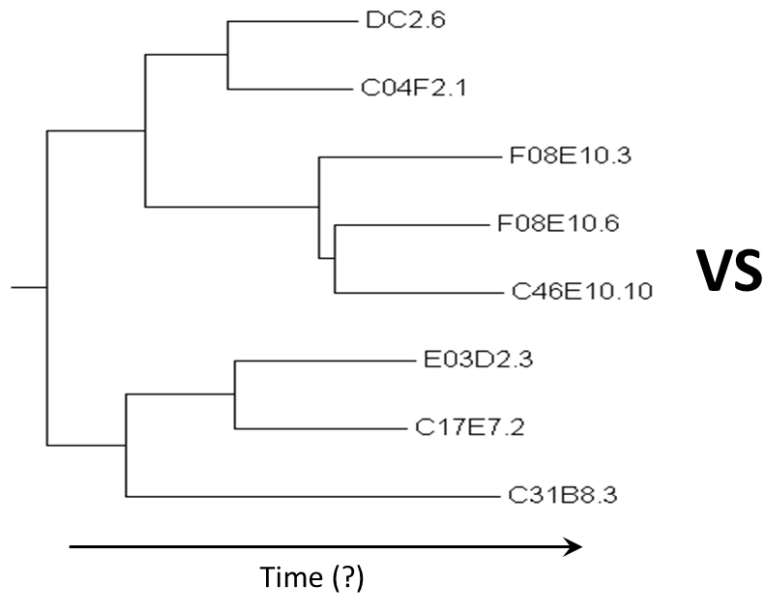 DC2.6
C04F2.1
F08E10.3
F08E10.6
VS
C46E10.10
E03D2.3
C17E7.2
C31B8.3
Time (?)